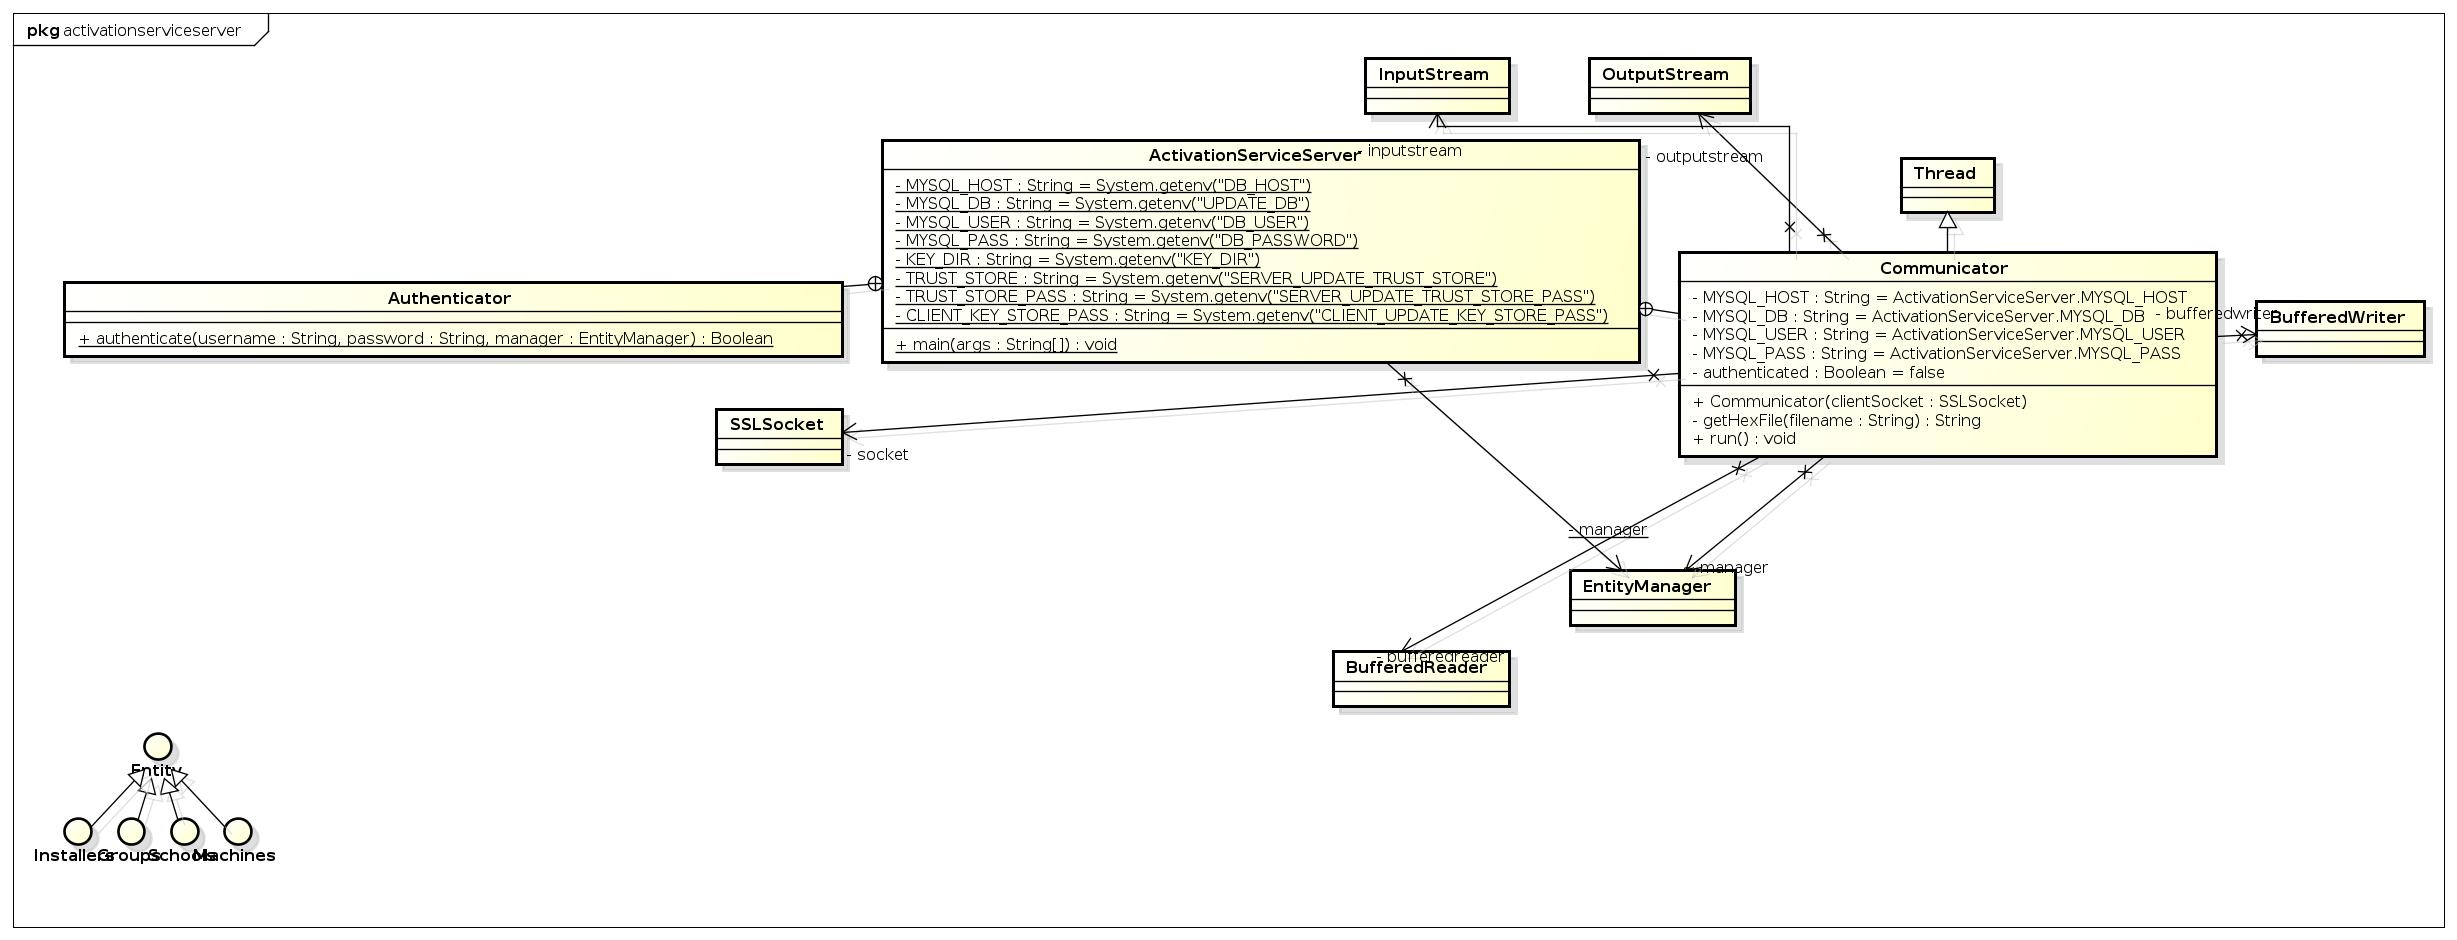 pkg activationserviceserver
InputStream
OutputStream
ActivationServiceServer
- inputstream
- outputstream
- MYSQL_HOST : String = System.getenv("DB_HOST")
- MYSQL_DB : String = System.getenv("UPDATE_DB")
- MYSQL_USER : String = System.getenv("DB_USER")
- MYSQL_PASS : String = System.getenv("DB_PASSWORD")
- KEY_DIR : String = System.getenv("KEY_DIR")
- TRUST_STORE : String = System.getenv("SERVER_UPDATE_TRUST_STORE")
- TRUST_STORE_PASS : String = System.getenv("SERVER_UPDATE_TRUST_STORE_PASS")
- CLIENT_KEY_STORE_PASS : String = System.getenv("CLIENT_UPDATE_KEY_STORE_PASS")
+ main(args : String[]) : void
Thread
Communicator
- MYSQL_HOST : String = ActivationServiceServer.MYSQL_HOST
- MYSQL_DB : String = ActivationServiceServer.MYSQL_DB
- MYSQL_USER : String = ActivationServiceServer.MYSQL_USER
- MYSQL_PASS : String = ActivationServiceServer.MYSQL_PASS
- authenticated : Boolean = false
+ Communicator(clientSocket : SSLSocket)
- getHexFile(filename : String) : String
+ run() : void
- bufferedwriter
BufferedWriter
Authenticator
+ authenticate(username : String, password : String, manager : EntityManager) : Boolean
SSLSocket
- socket
- manager
- manager
EntityManager
- bufferedreader
BufferedReader
Entity
Installers
Groups
Schools
Machines